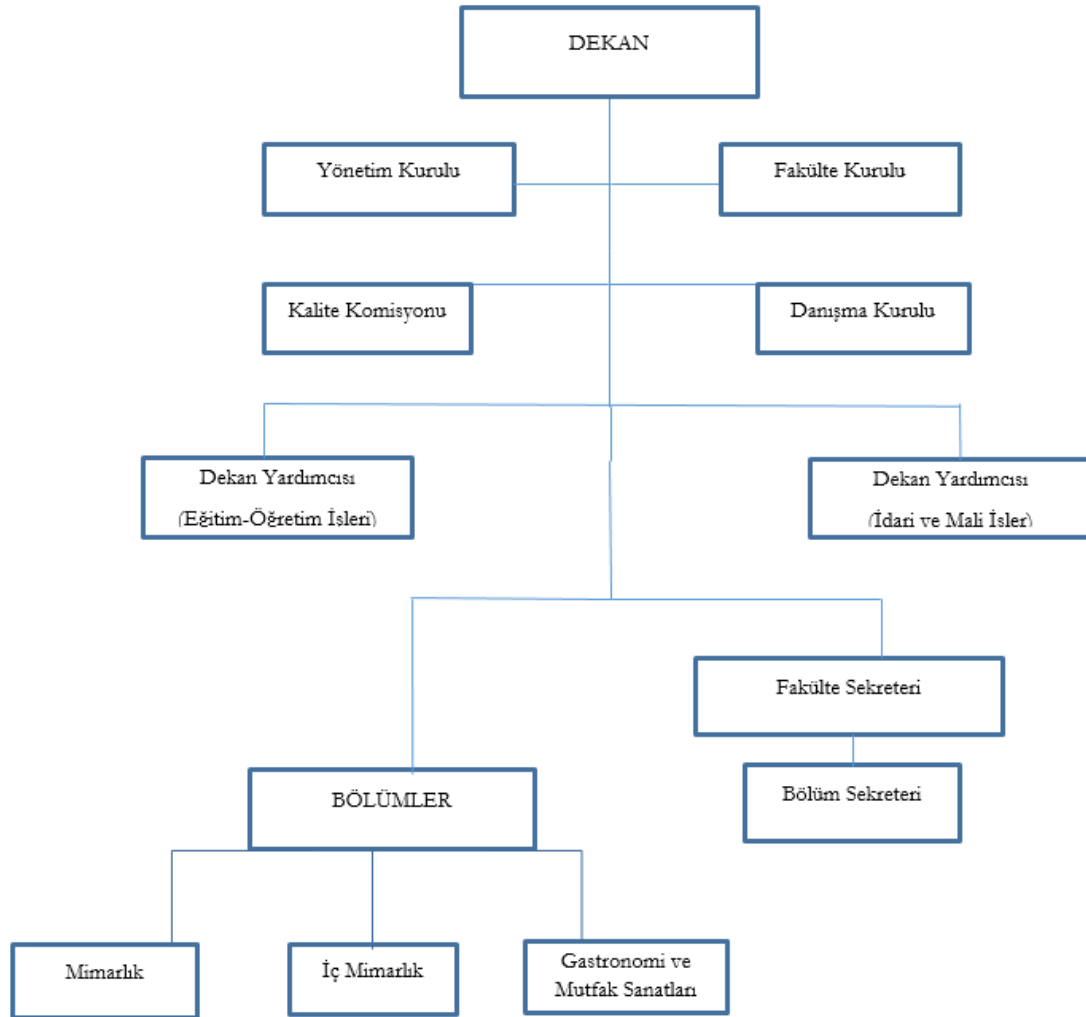 DEKAN
Yönetim Kurulu
Fakülte Kurulu
Kalite Komisyonu
Danışma Kurulu
Dekan Yardımcısı
(Eğitim-Öğretim İşleri)
Dekan Yardımcısı
(İdari ve Mali İşler)
Fakülte Sekreteri
Bölüm Sekreteri
BÖLÜMLER
Mimarlık
İç Mimarlık
Gastronomi ve
Mutfak Sanatları